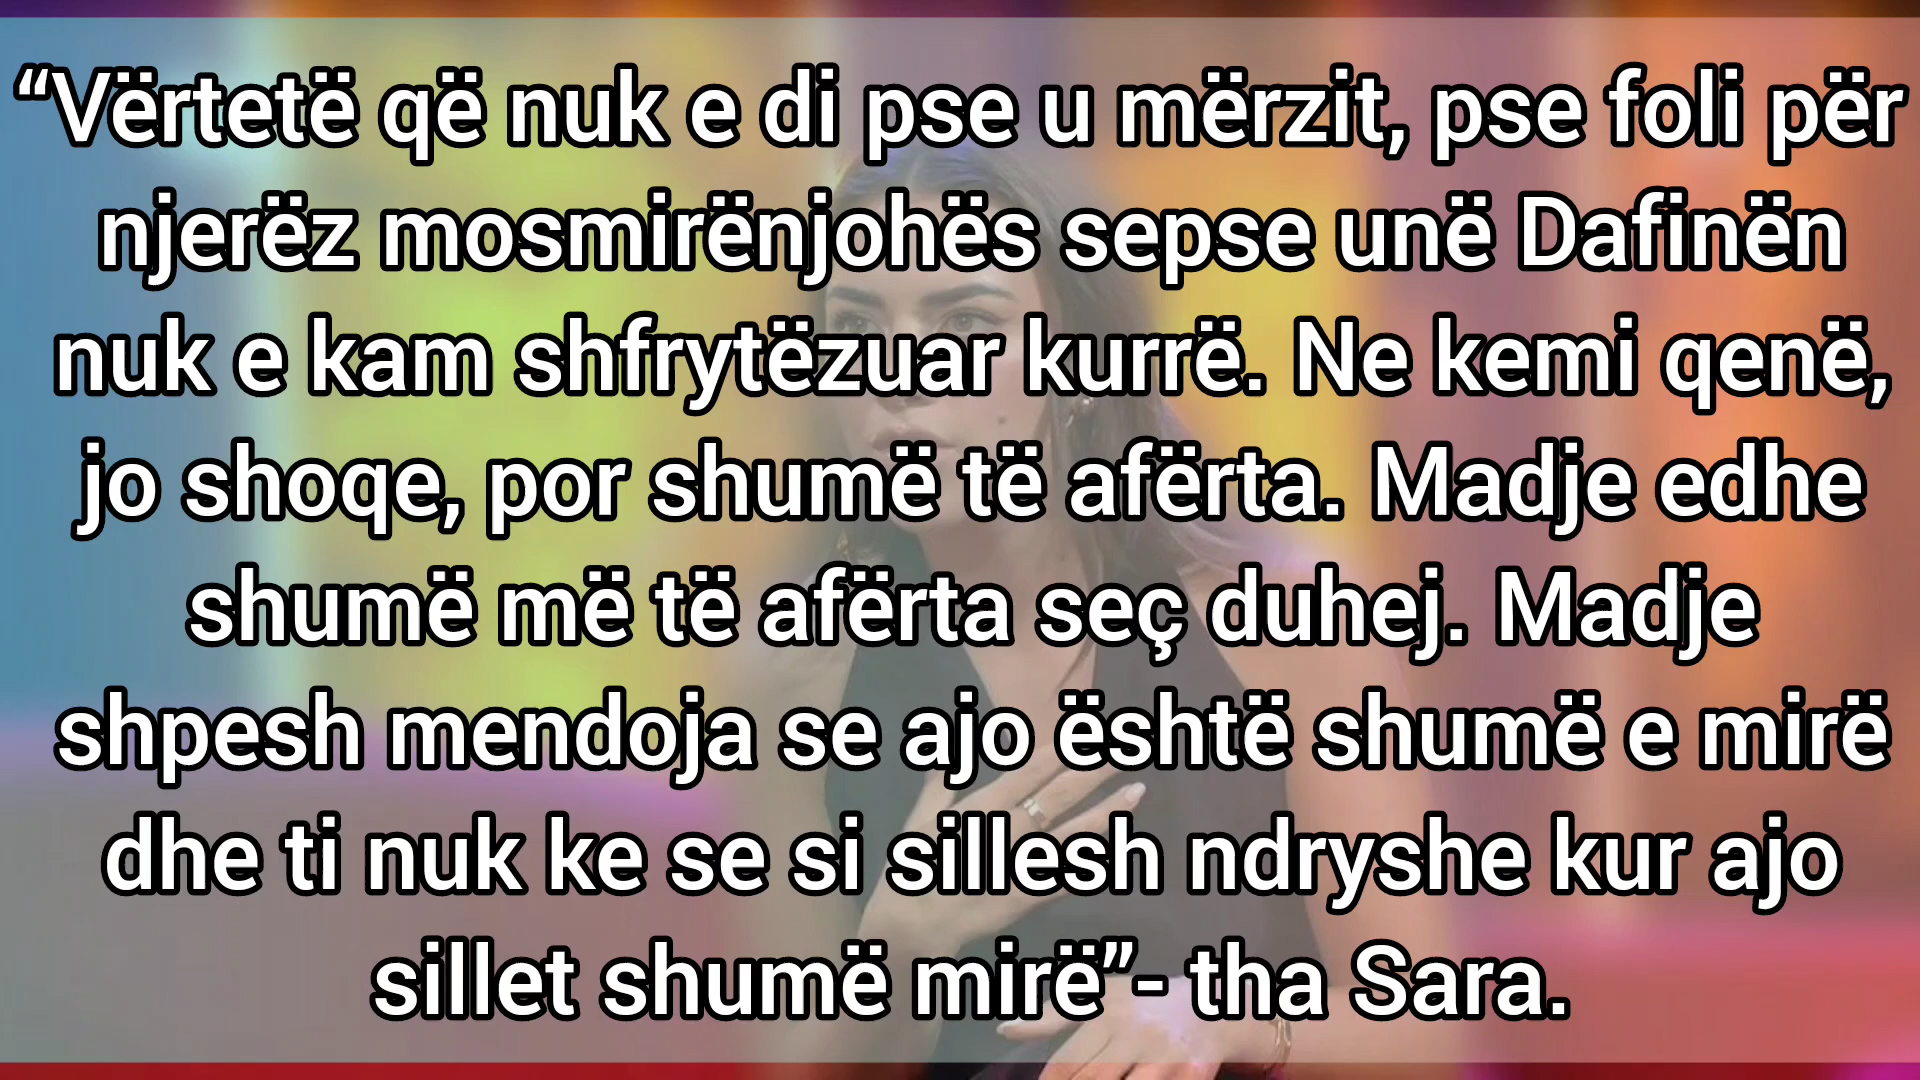 “Vërtetë që nuk e di pse u mërzit, pse foli për
njerëz mosmirënjohës sepse unë Dafinën
nuk e kam shfrytëzuar kurrë. Ne kemi qenë,
jo shoqe, por shumë të afërta. Madje edhe
shumë më të afërta seç duhej. Madje
shpesh mendoja se ajo është shumë e mirë
dhe ti nuk ke se si sillesh ndryshe kur ajo
sillet shumë mirë”- tha Sara.